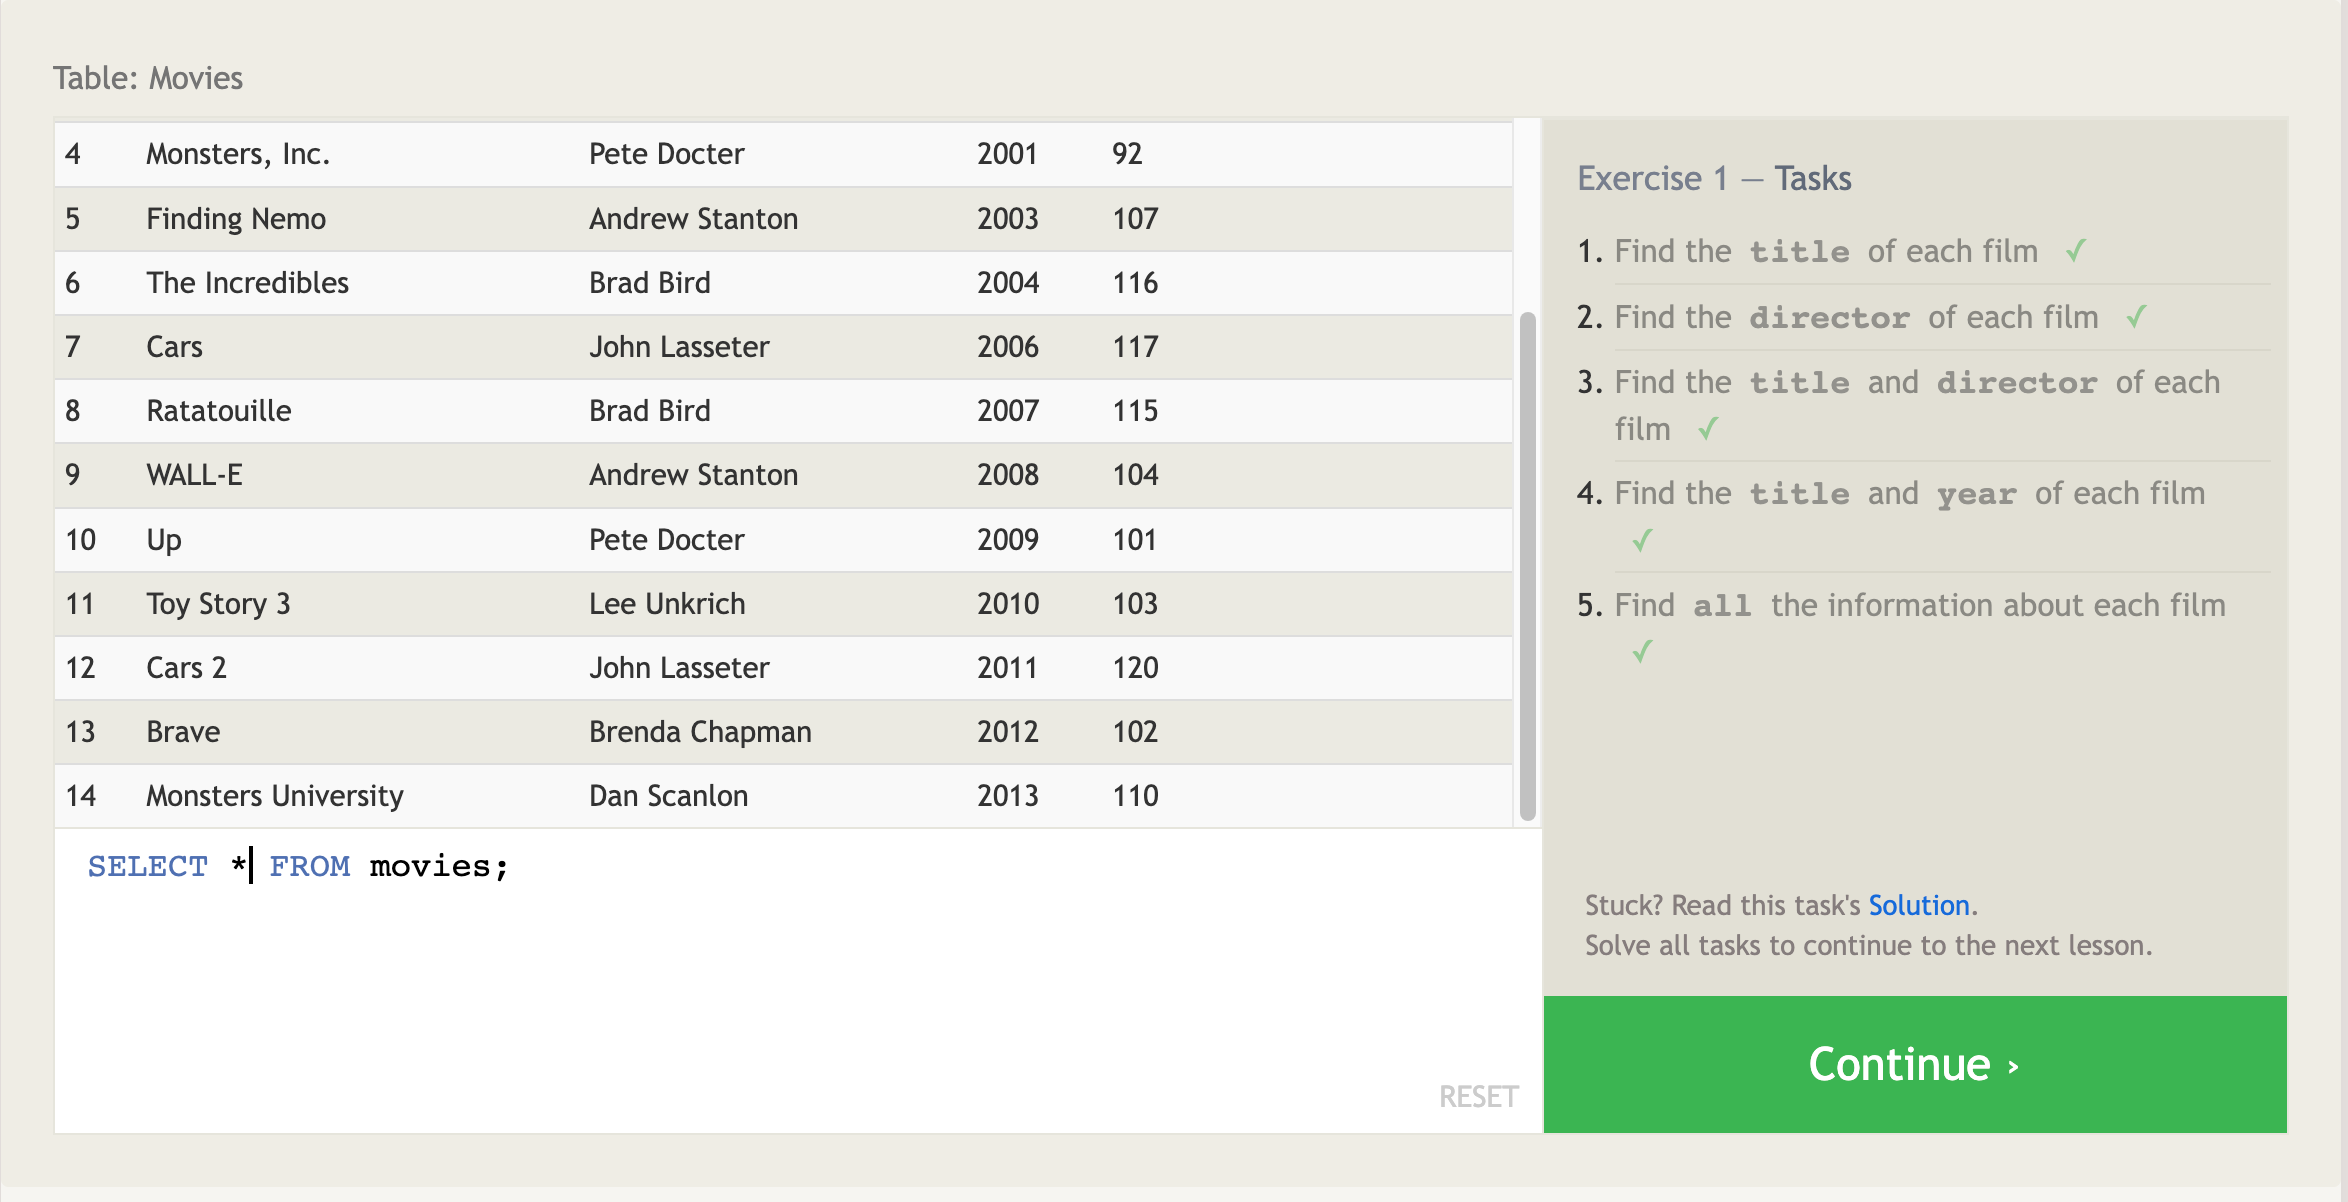 Table: Movies
4 Monsters, Inc. Pete Docter 2001 92
5 Finding Nemo Andrew Stanton 2003 107
6 The Incredibles Brad Bird 2004 116
7 Cars John Lasseter 2006 117
8 Ratatouille Brad Bird 2007 115
9 WALL-E Andrew Stanton 2008 104
10 Up Pete Docter 2009 101
11 Toy Story 3 Lee Unkrich 2010 103
12 Cars 2 John Lasseter 2011 120
13 Brave Brenda Chapman 2012 102
14 Monsters University Dan Scanlon 2013 110
SELECT * FROM movies;
RESET
Exercise 1 — Tasks
1. Find the title of each film ✓
2. Find the director of each film ✓
3. Find the title and director of each
film ✓
4. Find the title and year of each film
✓
5. Find all the information about each film
✓
Stuck? Read this task's Solution.
Solve all tasks to continue to the next lesson.
Continue ›